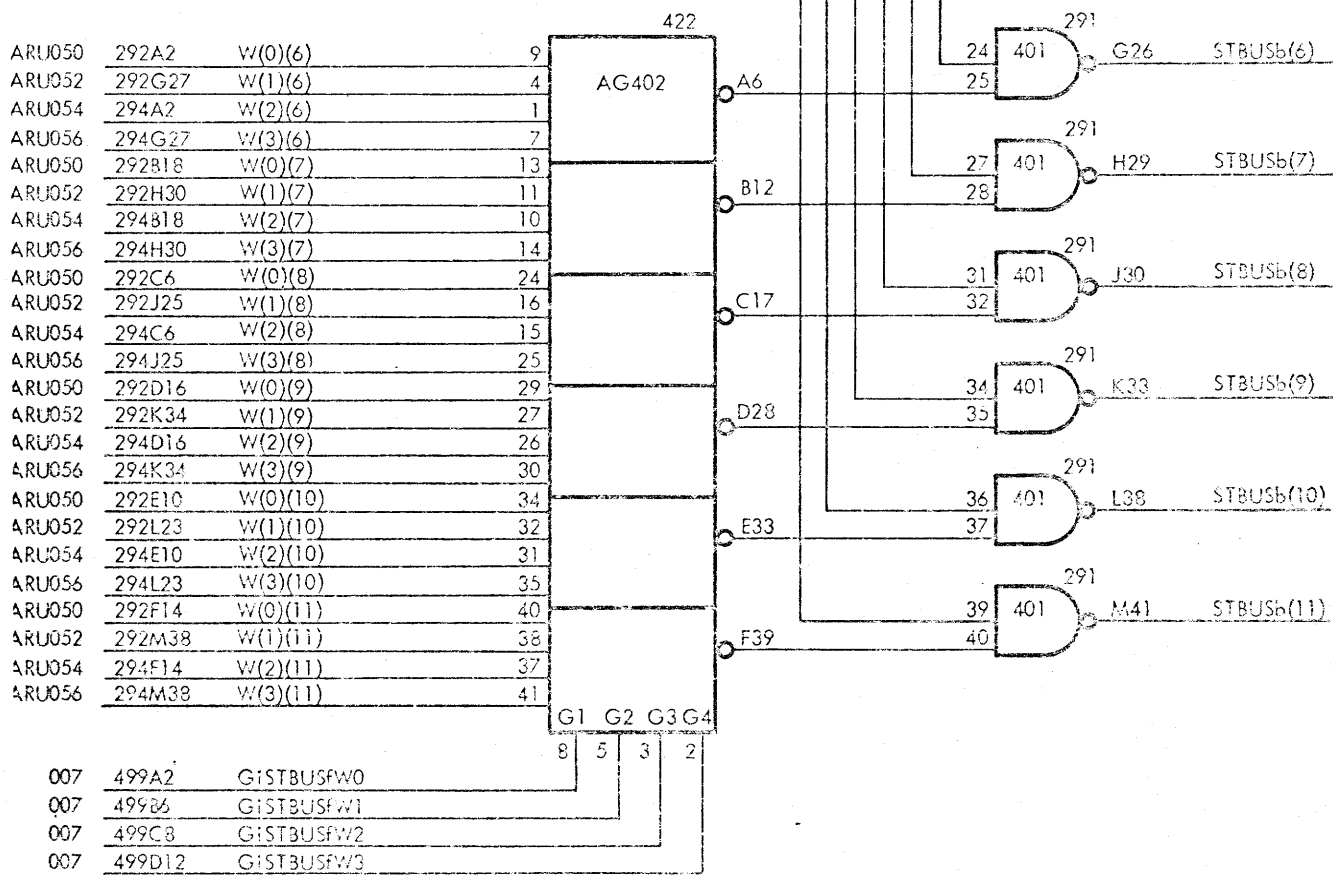 422
291
ARU050 292A2 W(0)(6) 9
24 401 G26 STBUSb(6)
ARU052 292G27 W(1)(6) 4
AG402 A6
25
ARU054 294A2 W(2)(6) 1
ARU056 294G27 W(3)(6) 7
291
ARU050 292B18 W(0)(7) 13
27 401 H29 STBUSb(7)
ARU052 292H30 W(1)(7) 11
B12
28
ARU054 294B18 W(2)(7) 10
ARU056 294H30 W(3)(7) 14
291
ARU050 292C6 W(0)(8) 24
31 401 J30 STBUSb(8)
ARU052 292J25 W(1)(8) 16
C17
32
ARU054 294C6 W(2)(8) 15
ARU056 294J25 W(3)(8) 25
291
ARU050 292D16 W(0)(9) 29
34 401 K33 STBUSb(9)
ARU052 292K34 W(1)(9) 27
D28
35
ARU054 294D16 W(2)(9) 26
ARU056 294K34 W(3)(9) 30
291
ARU050 292E10 W(0)(10) 34
36 401 L38 STBUSb(10)
ARU052 292L23 W(1)(10) 32
E33
37
ARU054 294E10 W(2)(10) 31
ARU056 294L23 W(3)(10) 35
291
ARU050 292F14 W(0)(11) 40
39 401 M41 STBUSb(11)
ARU052 292M38 W(1)(11) 38
F39
40
ARU054 294F14 W(2)(11) 37
ARU056 294M38 W(3)(11) 41
G1 G2 G3 G4
8 5 3 2
007 499A2 GiSTBUSfW0
007 499B6 GiSTBUSfW1
007 499C8 GiSTBUSfW2
007 499D12 GiSTBUSfW3